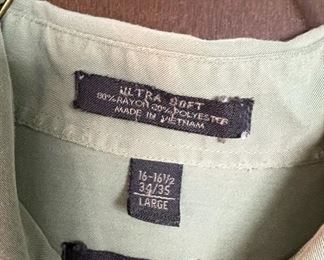 ULTRA SOFT
80% RAYON 20% POLYESTER
MADE IN VIETNAM
16-16½
34/35
LARGE